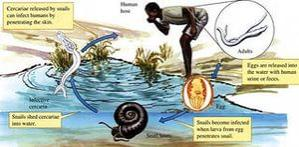 Cercariae released by snails
can infect humans by
penetrating the skin.
Human
host
Adults
Eggs are released into
the water with human
urine or feces.
Infective
cercaria
Egg
Snails shed cercariae
into water.
Snail host
Snails become infected
when larva from egg
penetrates snail.